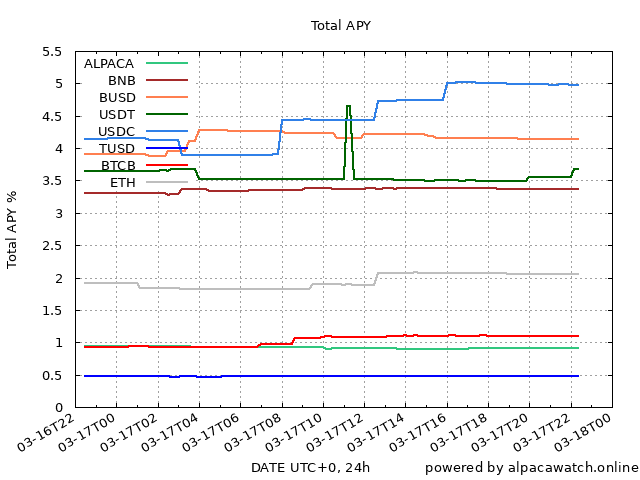 Total APY
5.5
5
4.5
4
3.5
3
2.5
2
1.5
1
0.5
0
Total APY %
ALPACA
BNB
BUSD
USDT
USDC
TUSD
BTCB
ETH
03-16T22
03-17T00
03-17T02
03-17T04
03-17T06
03-17T08
03-17T10
03-17T12
03-17T14
03-17T16
03-17T18
03-17T20
03-17T22
03-18T00
DATE UTC+0, 24h
powered by alpacawatch.online